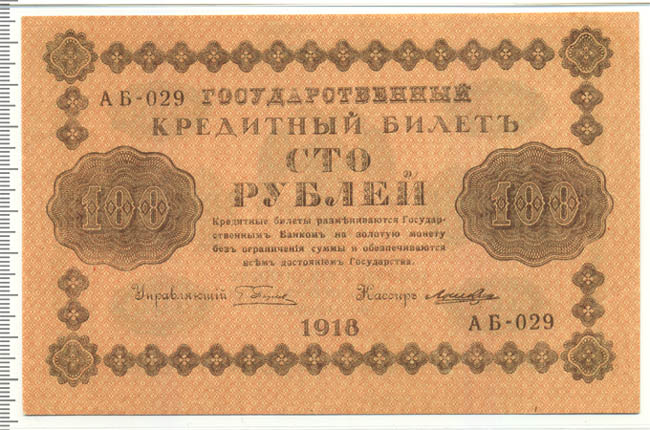 АБ-029 ГОСУДАРСТВЕННЫЙ
КРЕДИТНЫЙ БИЛЕТЪ
СТО
РУБЛЕЙ
100
100
Кредитные билеты размѣниваются Государ-
ственнымъ Банкомъ на золотую монету
безъ ограниченія суммы и обезпечиваются
всѣмъ достояніемъ Государства.
Управляющій
Кассиръ
1918
АБ-029